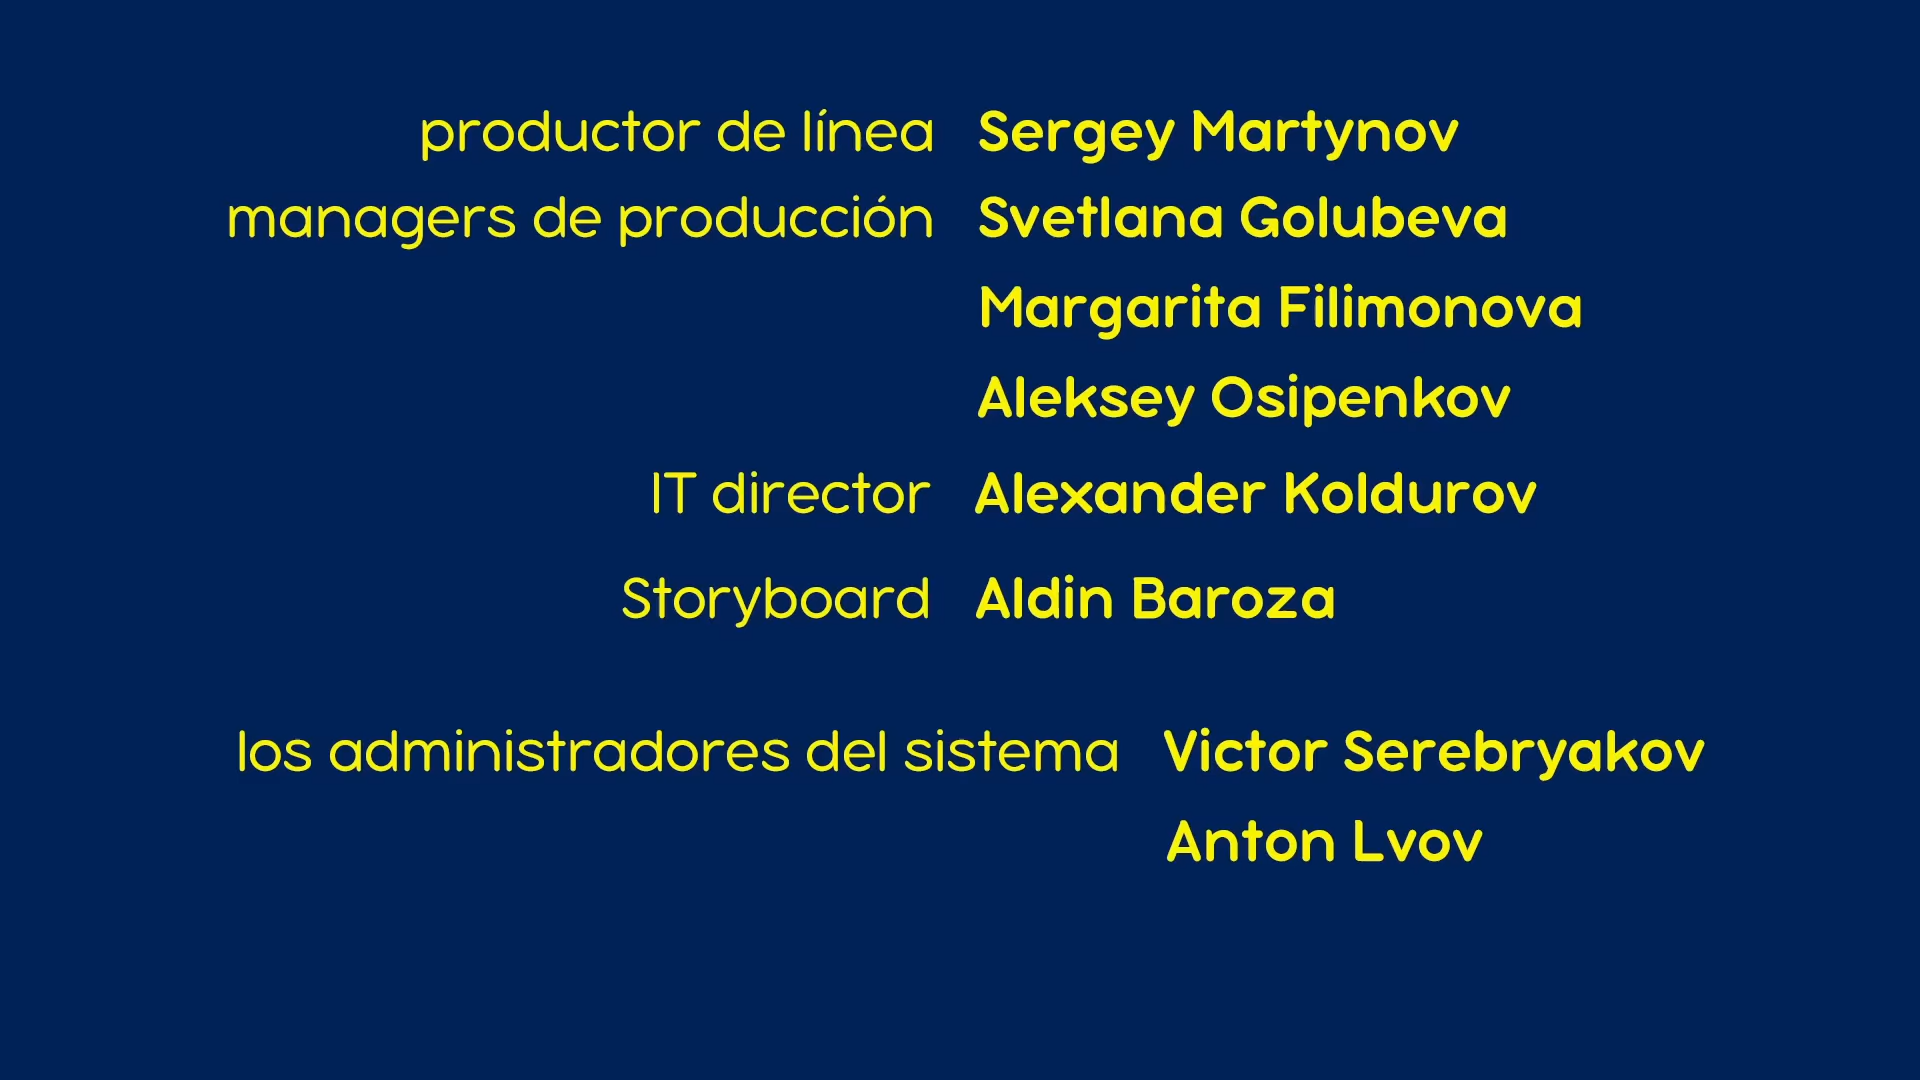 productor de línea Sergey Martynov
managers de producción Svetlana Golubeva
Margarita Filimonova
Aleksey Osipenkov
IT director Alexander Koldurov
Storyboard Aldin Baroza
los administradores del sistema Victor Serebryakov
Anton Lvov